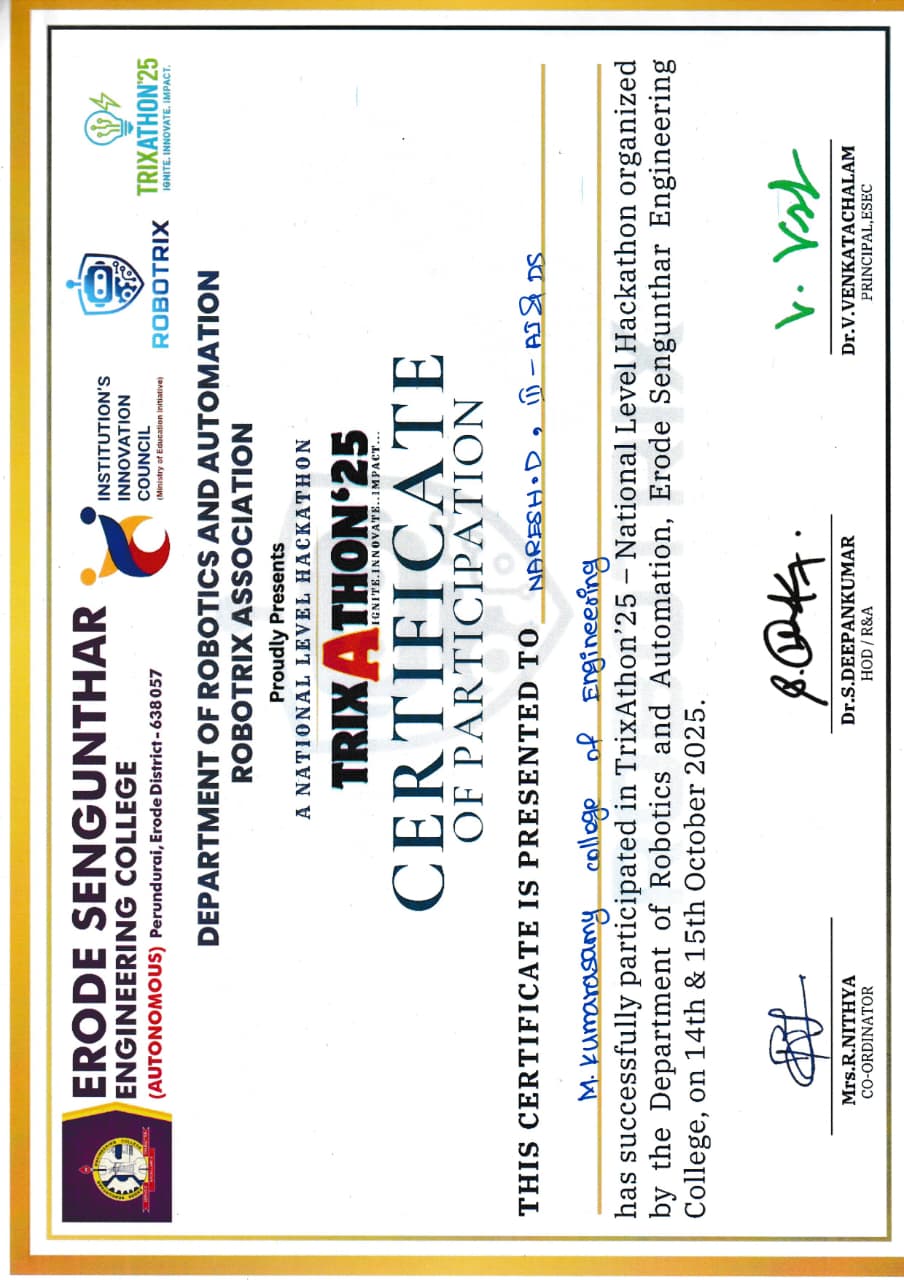 ERODE SENGUNTHAR
ENGINEERING COLLEGE
(AUTONOMOUS) Perundurai, Erode District - 638 057
INSTITUTION'S
INNOVATION
COUNCIL
(Ministry of Education Initiative)
ROBOTRIX
TRIXATHON'25
IGNITE. INNOVATE. IMPACT.
DEPARTMENT OF ROBOTICS AND AUTOMATION
ROBOTRIX ASSOCIATION
Proudly Presents
A NATIONAL LEVEL HACKATHON
TRIXATHON‘25
IGNITE.INNOVATE..IMPACT...
CERTIFICATE
OF PARTICIPATION
THIS CERTIFICATE IS PRESENTED TO NARESH.D, III - AI & DS
M. Kumarasamy college of Engineering
has successfully participated in TrixAthon’25 – National Level Hackathon organized
by the Department of Robotics and Automation, Erode Sengunthar Engineering
College, on 14th & 15th October 2025.
ROBOTRIX
Mrs.R.NITHYA
CO-ORDINATOR
Dr.S.DEEPANKUMAR
HOD / R&A
Dr.V.VENKATACHALAM
PRINCIPAL,ESEC